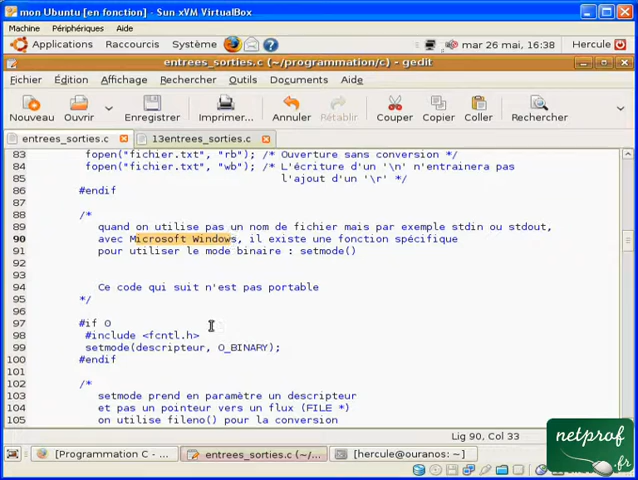 mon Ubuntu [en fonction] - Sun xVM VirtualBox
Machine Périphériques Aide
Applications Raccourcis Système mar 26 mai, 16:38 Hercule
entrees_sorties.c (~/programmation/c) - gedit
Fichier Édition Affichage Rechercher Outils Documents Aide
Nouveau Ouvrir Enregistrer Imprimer... Annuler Rétablir Couper Copier Coller Rechercher
entrees_sorties.c 13entrees_sorties.c
83 fopen("fichier.txt", "rb"); /* Ouverture sans conversion */
84 fopen("fichier.txt", "wb"); /* L'écriture d'un '\n' n'entrainera pas
85 l'ajout d'un '\r' */
86 #endif
87
88 /*
89 quand on utilise pas un nom de fichier mais par exemple stdin ou stdout,
90 avec Microsoft Windows, il existe une fonction spécifique
91 pour utiliser le mode binaire : setmode()
92
93
94 Ce code qui suit n'est pas portable
95 */
96
97 #if O
98 #include <fcntl.h>
99 setmode(descripteur, O_BINARY);
100 #endif
101
102 /*
103 setmode prend en paramètre un descripteur
104 et pas un pointeur vers un flux (FILE *)
105 on utilise fileno() pour la conversion
Lig 90, Col 33
[Programmation C - ... entrees_sorties.c (~/... [hercule@ouranos: ~]
netprof
.fr